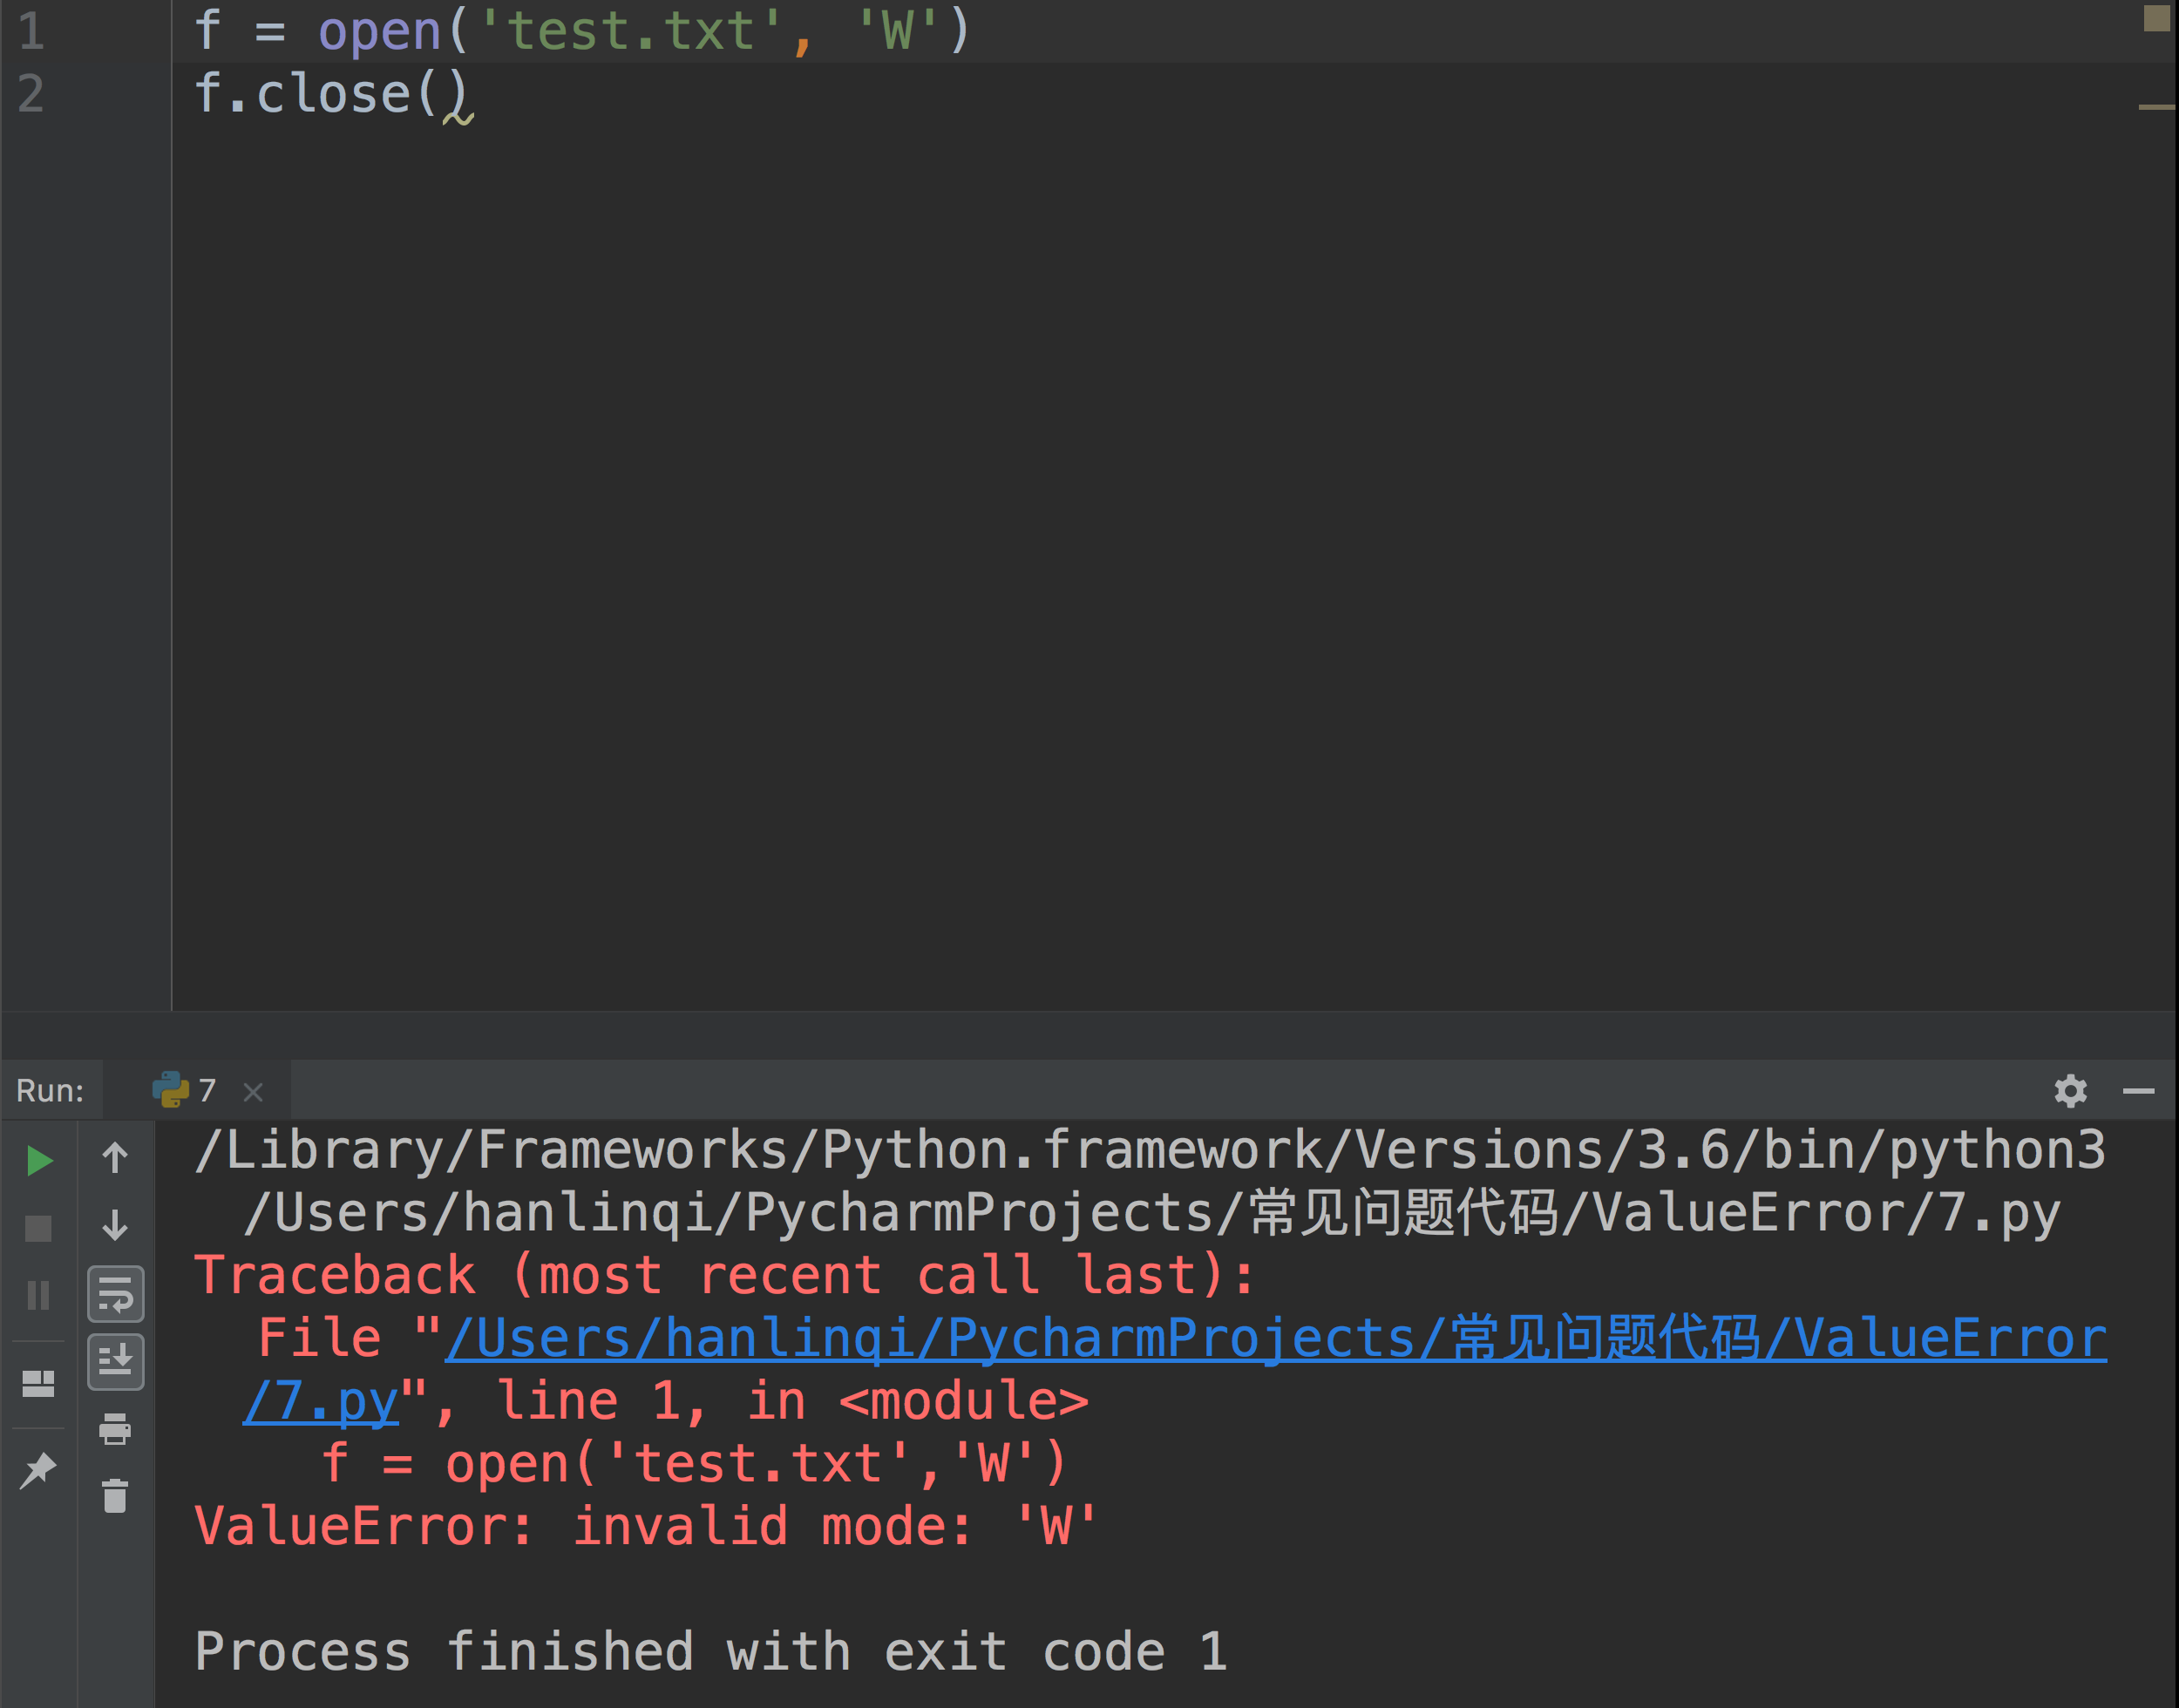 1 f = open('test.txt', 'W')
2 f.close()
Run: 7
/Library/Frameworks/Python.framework/Versions/3.6/bin/python3
/Users/hanlinqi/PycharmProjects/常见问题代码/ValueError/7.py
Traceback (most recent call last):
File "/Users/hanlinqi/PycharmProjects/常见问题代码/ValueError
/7.py", line 1, in <module>
f = open('test.txt','W')
ValueError: invalid mode: 'W'
Process finished with exit code 1